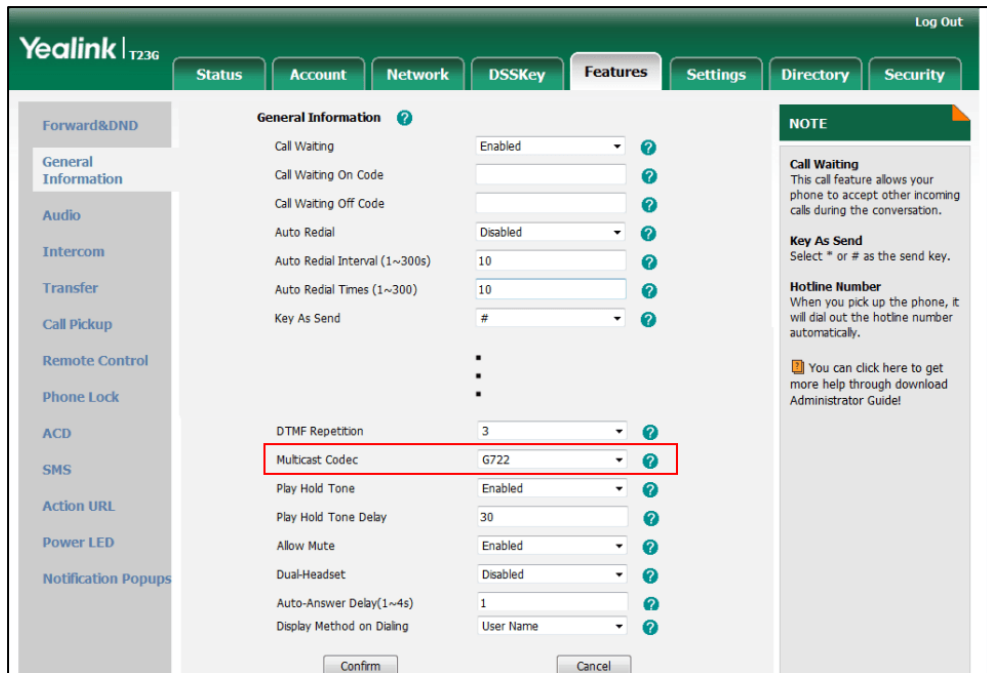 Log Out
Yealink T23G
Status Account Network DSSKey Features Settings Directory Security
Forward&DND
General
Information
Audio
Intercom
Transfer
Call Pickup
Remote Control
Phone Lock
ACD
SMS
Action URL
Power LED
Notification Popups
General Information ?
Call Waiting Enabled ?
Call Waiting On Code ?
Call Waiting Off Code ?
Auto Redial Disabled ?
Auto Redial Interval (1~300s) 10 ?
Auto Redial Times (1~300) 10 ?
Key As Send # ?
DTMF Repetition 3 ?
Multicast Codec G722 ?
Play Hold Tone Enabled ?
Play Hold Tone Delay 30 ?
Allow Mute Enabled ?
Dual-Headset Disabled ?
Auto-Answer Delay(1~4s) 1 ?
Display Method on Dialing User Name ?
Confirm Cancel
NOTE
Call Waiting
This call feature allows your
phone to accept other incoming
calls during the conversation.
Key As Send
Select * or # as the send key.
Hotline Number
When you pick up the phone, it
will dial out the hotline number
automatically.
? You can click here to get
more help through download
Administrator Guide!